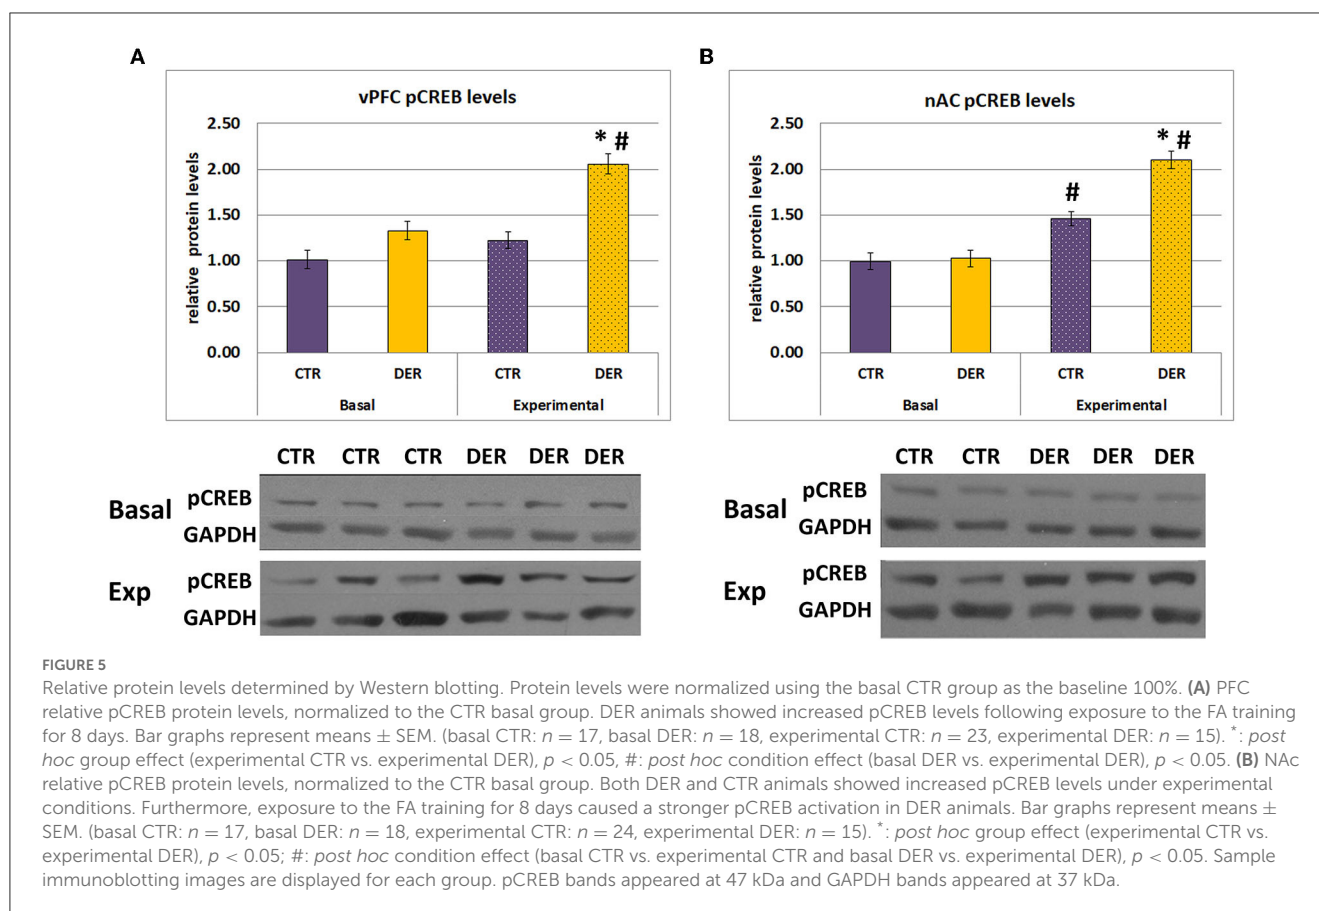 A
vPFC pCREB levels
relative protein levels
2.50
2.00
1.50
1.00
0.50
0.00
* #
CTR DER CTR DER
Basal Experimental
CTR CTR CTR DER DER DER
Basal
pCREB
GAPDH
Exp
pCREB
GAPDH
B
nAC pCREB levels
relative protein levels
2.50
2.00
1.50
1.00
0.50
0.00
#
* #
CTR DER CTR DER
Basal Experimental
CTR CTR DER DER DER
Basal
pCREB
GAPDH
Exp
pCREB
GAPDH
FIGURE 5
Relative protein levels determined by Western blotting. Protein levels were normalized using the basal CTR group as the baseline 100%. (A) PFC
relative pCREB protein levels, normalized to the CTR basal group. DER animals showed increased pCREB levels following exposure to the FA training
for 8 days. Bar graphs represent means ± SEM. (basal CTR: n = 17, basal DER: n = 18, experimental CTR: n = 23, experimental DER: n = 15). *: post
hoc group effect (experimental CTR vs. experimental DER), p < 0.05, #: post hoc condition effect (basal DER vs. experimental DER), p < 0.05. (B) NAc
relative pCREB protein levels, normalized to the CTR basal group. Both DER and CTR animals showed increased pCREB levels under experimental
conditions. Furthermore, exposure to the FA training for 8 days caused a stronger pCREB activation in DER animals. Bar graphs represent means ±
SEM. (basal CTR: n = 17, basal DER: n = 18, experimental CTR: n = 24, experimental DER: n = 15). *: post hoc group effect (experimental CTR vs.
experimental DER), p < 0.05; #: post hoc condition effect (basal CTR vs. experimental CTR and basal DER vs. experimental DER), p < 0.05. Sample
immunoblotting images are displayed for each group. pCREB bands appeared at 47 kDa and GAPDH bands appeared at 37 kDa.